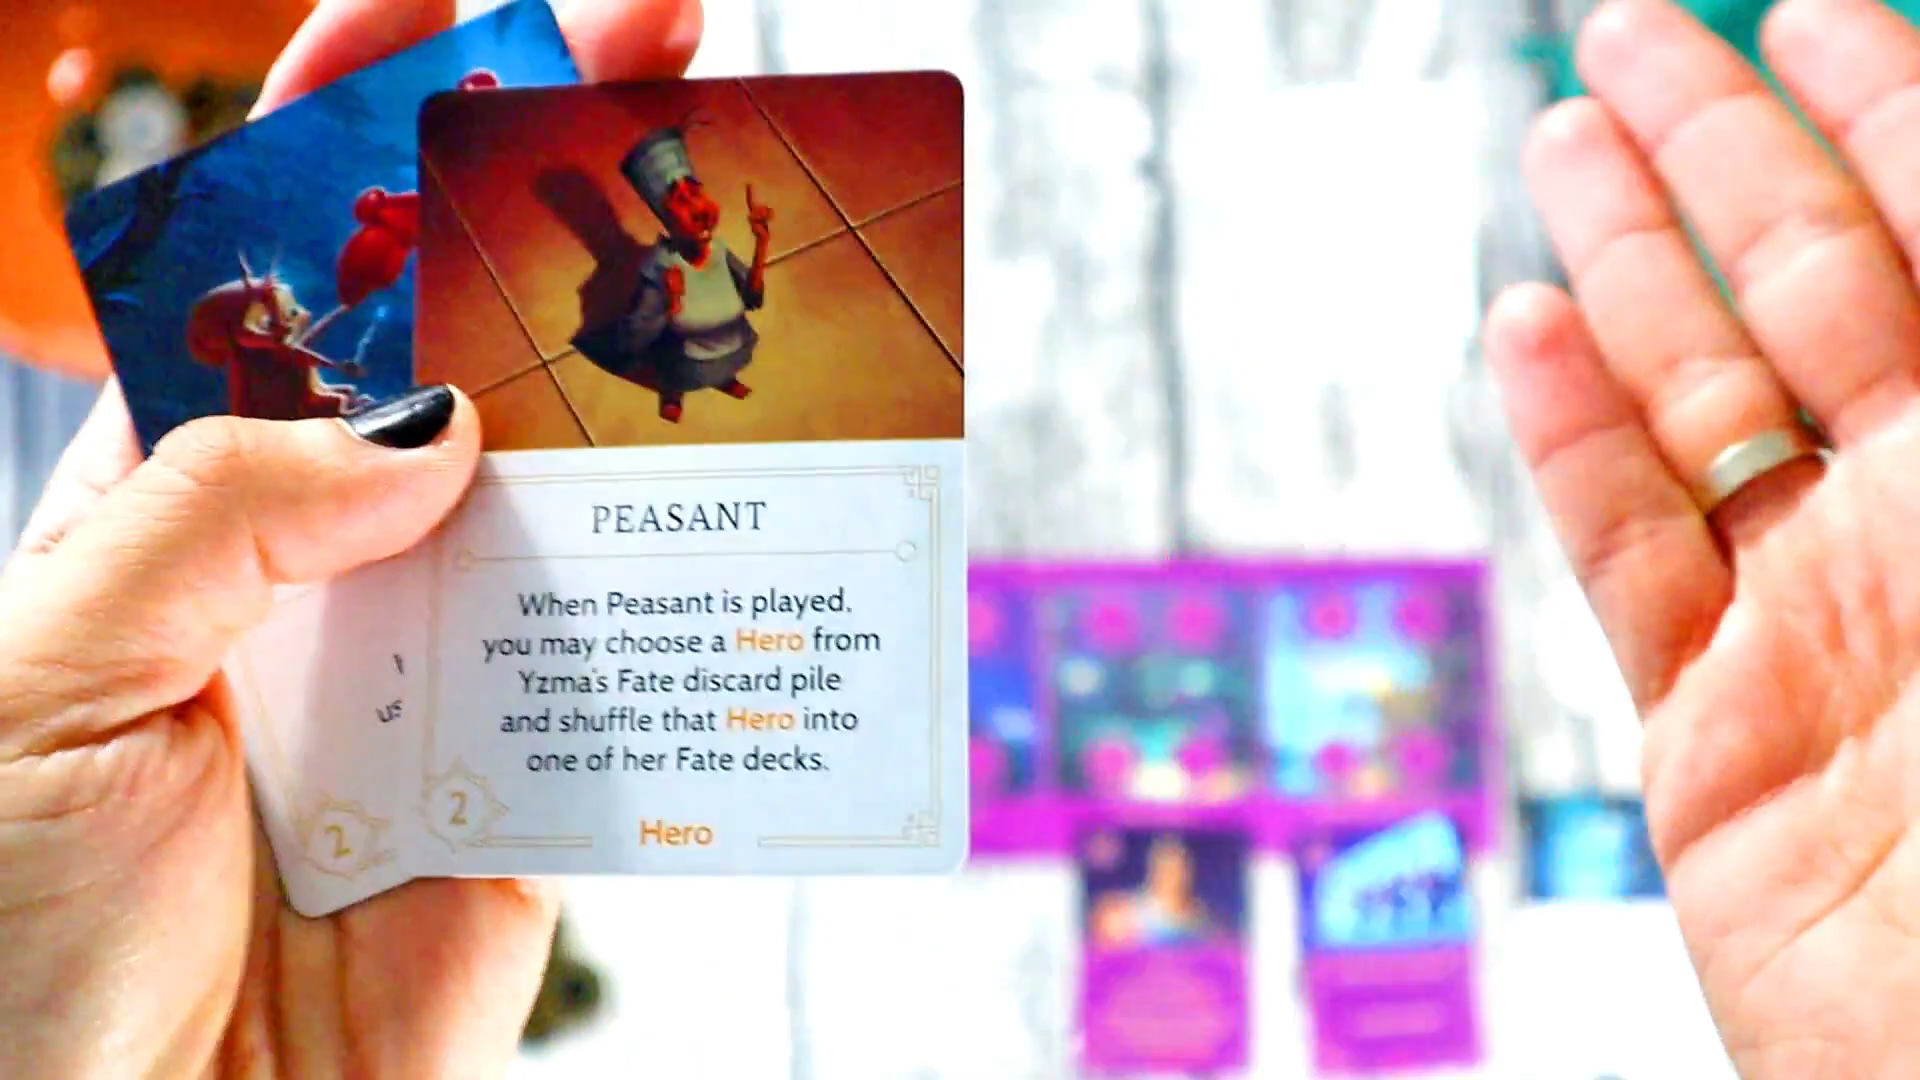 PEASANT
When Peasant is played,
you may choose a Hero from
Yzma's Fate discard pile
and shuffle that Hero into
one of her Fate decks.
2
Hero
us
2